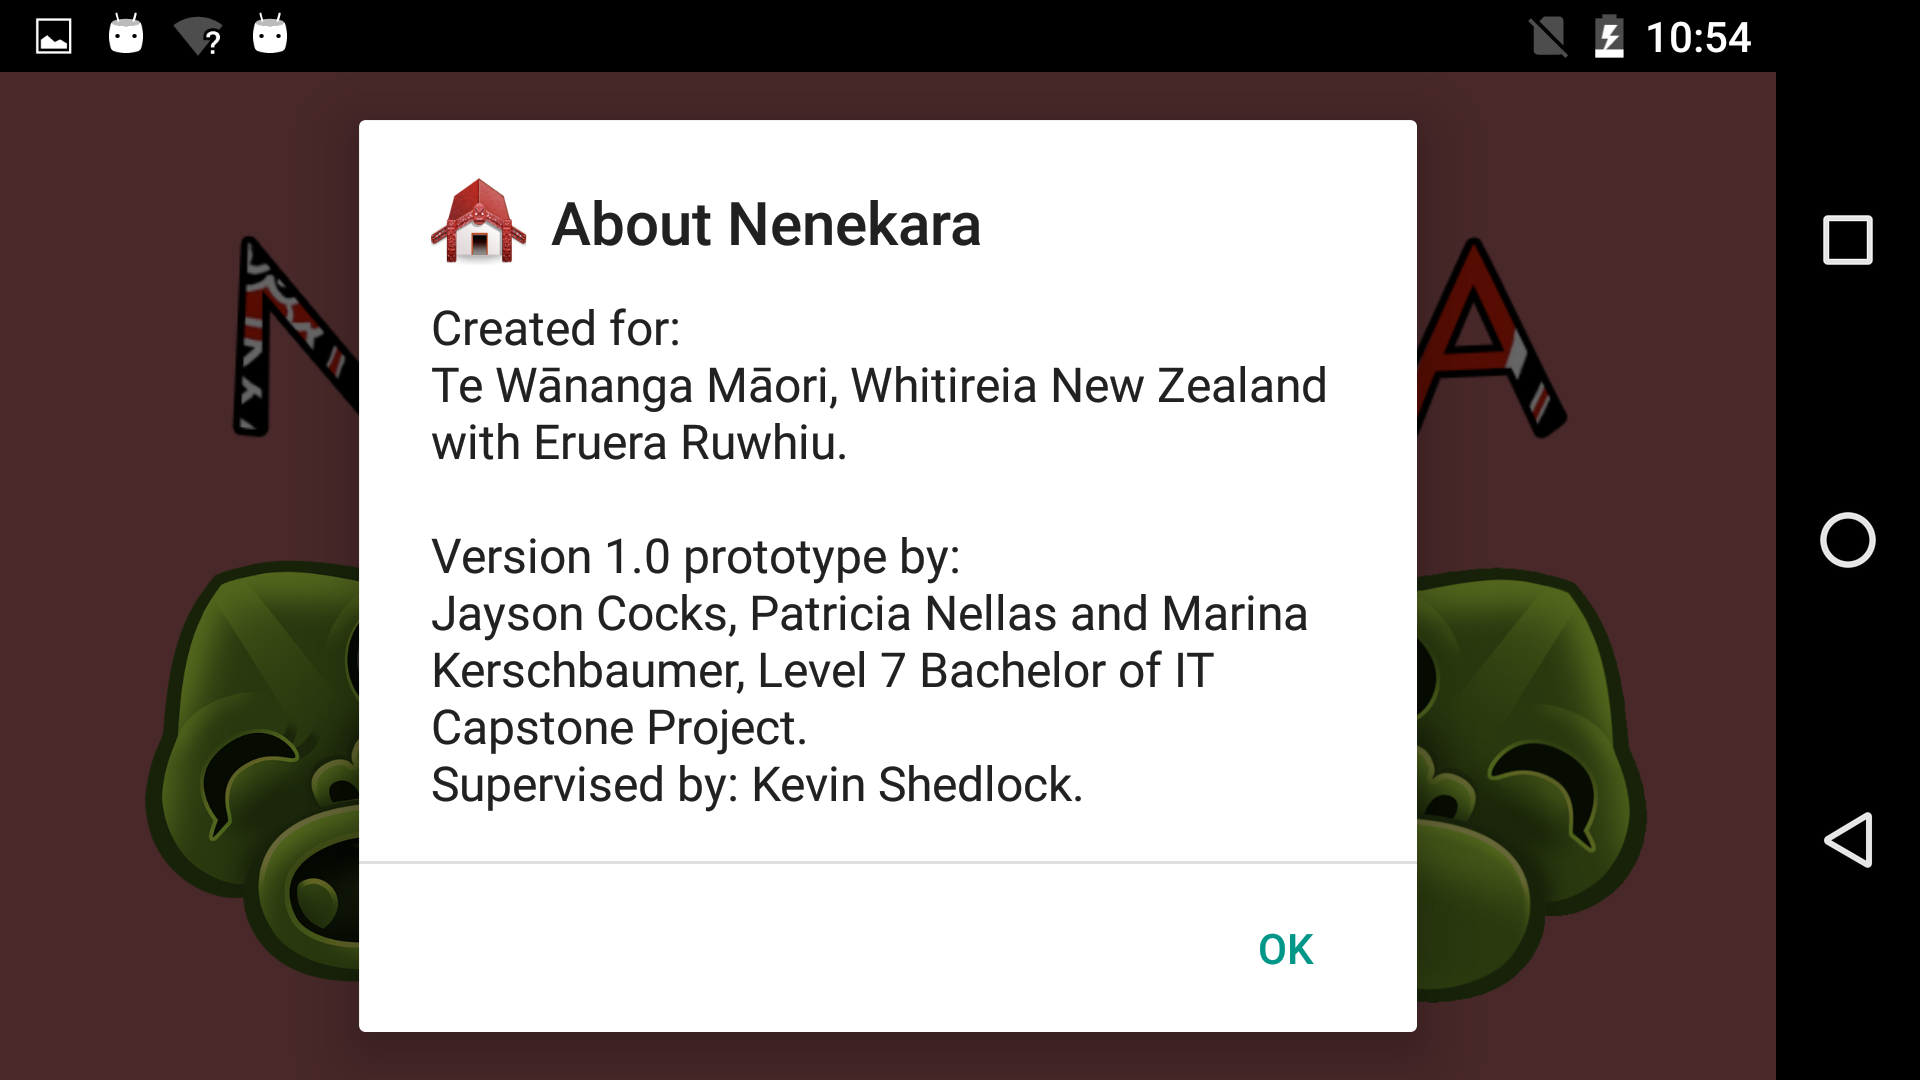 10:54
N
A
About Nenekara
Created for:
Te Wānanga Māori, Whitireia New Zealand
with Eruera Ruwhiu.
Version 1.0 prototype by:
Jayson Cocks, Patricia Nellas and Marina
Kerschbaumer, Level 7 Bachelor of IT
Capstone Project.
Supervised by: Kevin Shedlock.
OK